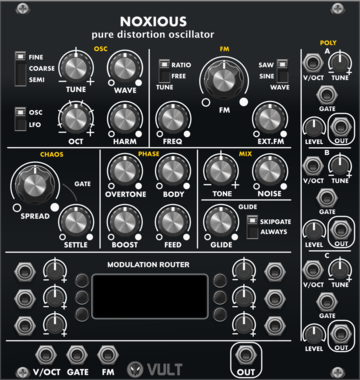 NOXIOUS
pure distortion oscillator
OSC
FINE
COARSE
SEMI
TUNE
WAVE
OSC
LFO
OCT
HARM
FM
RATIO
FREE
TUNE
SAW
SINE
WAVE
FM
FREQ
EXT.FM
POLY
A
V/OCT
TUNE
GATE
LEVEL
OUT
B
V/OCT
TUNE
GATE
LEVEL
OUT
C
V/OCT
TUNE
GATE
LEVEL
OUT
CHAOS
GATE
SPREAD
SETTLE
PHASE
OVERTONE
BODY
BOOST
FEED
MIX
TONE
NOISE
GLIDE
SKIPGATE
ALWAYS
GLIDE
MODULATION ROUTER
V/OCT
GATE
FM
VULT
OUT